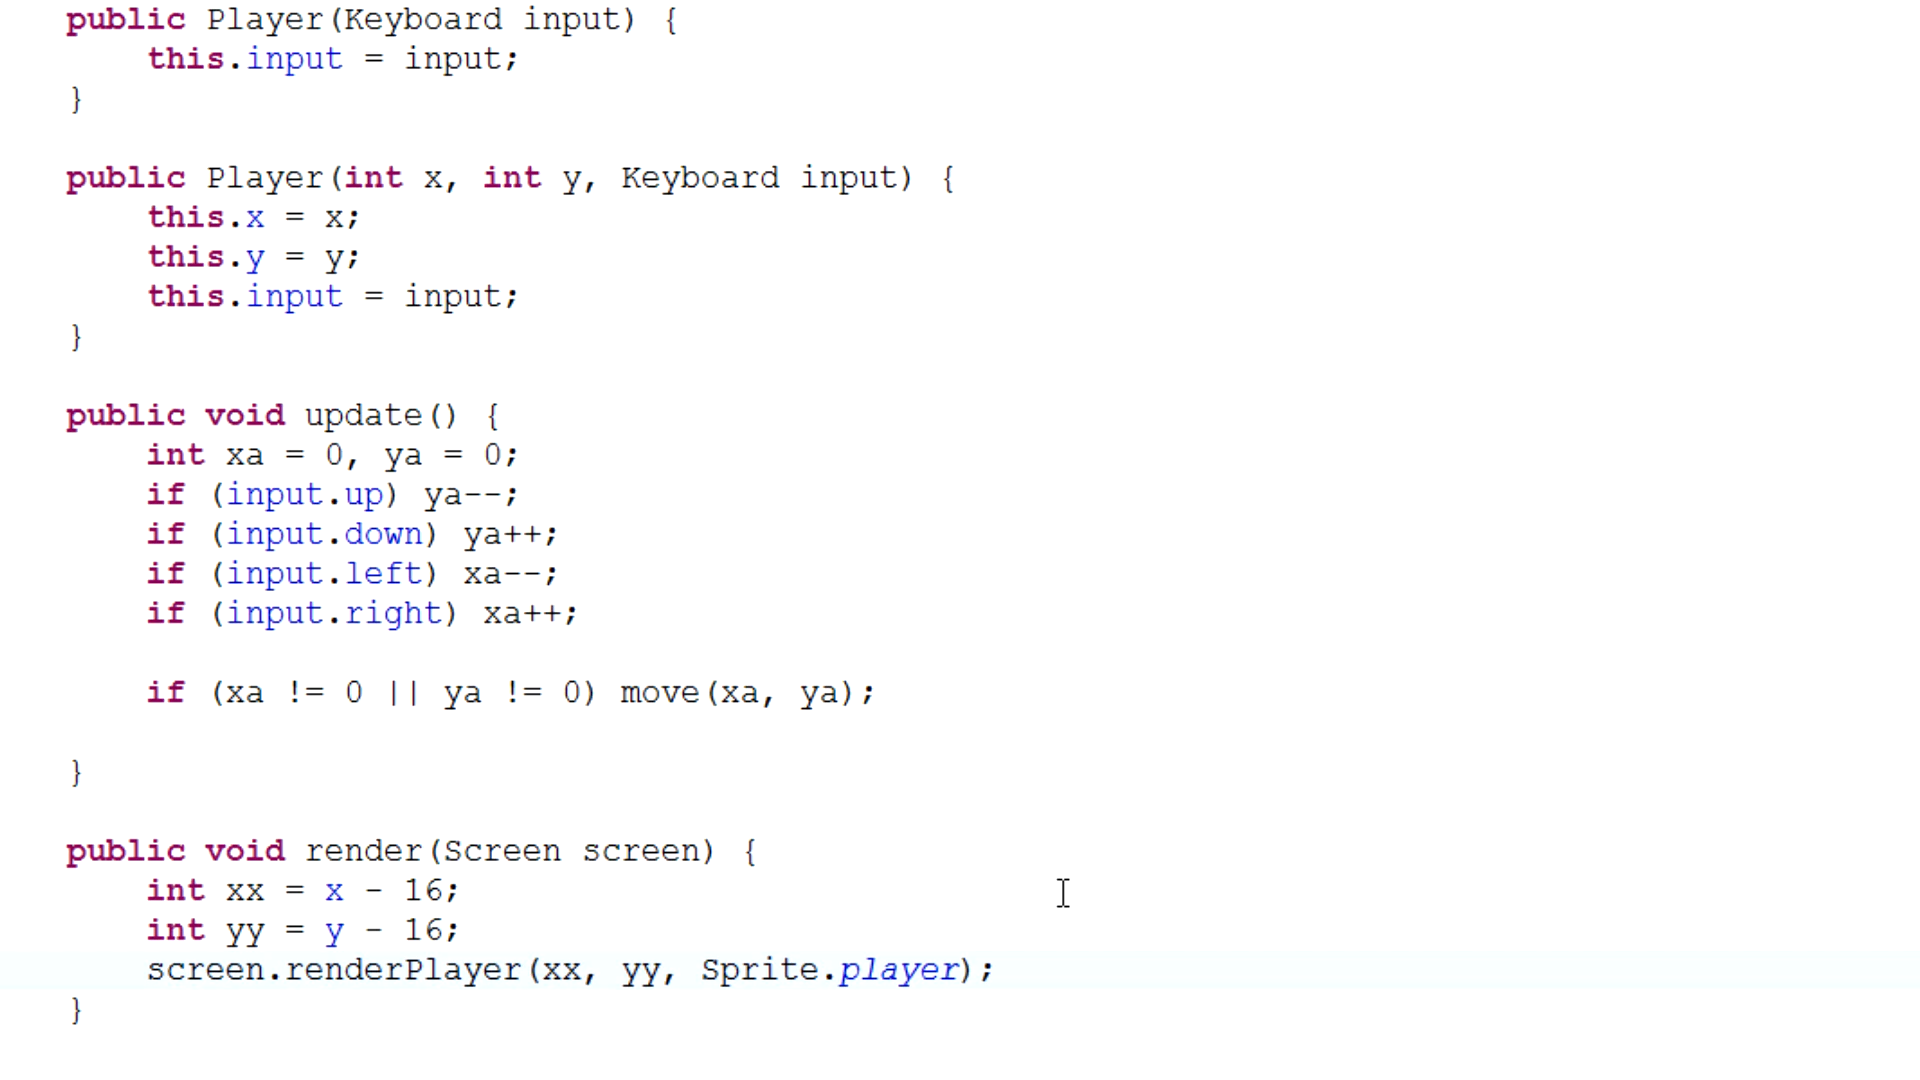 public Player(Keyboard input) {
    this.input = input;
}

public Player(int x, int y, Keyboard input) {
    this.x = x;
    this.y = y;
    this.input = input;
}

public void update() {
    int xa = 0, ya = 0;
    if (input.up) ya--;
    if (input.down) ya++;
    if (input.left) xa--;
    if (input.right) xa++;

    if (xa != 0 || ya != 0) move(xa, ya);

}

public void render(Screen screen) {
    int xx = x - 16;
    int yy = y - 16;
    screen.renderPlayer(xx, yy, Sprite.player);
}